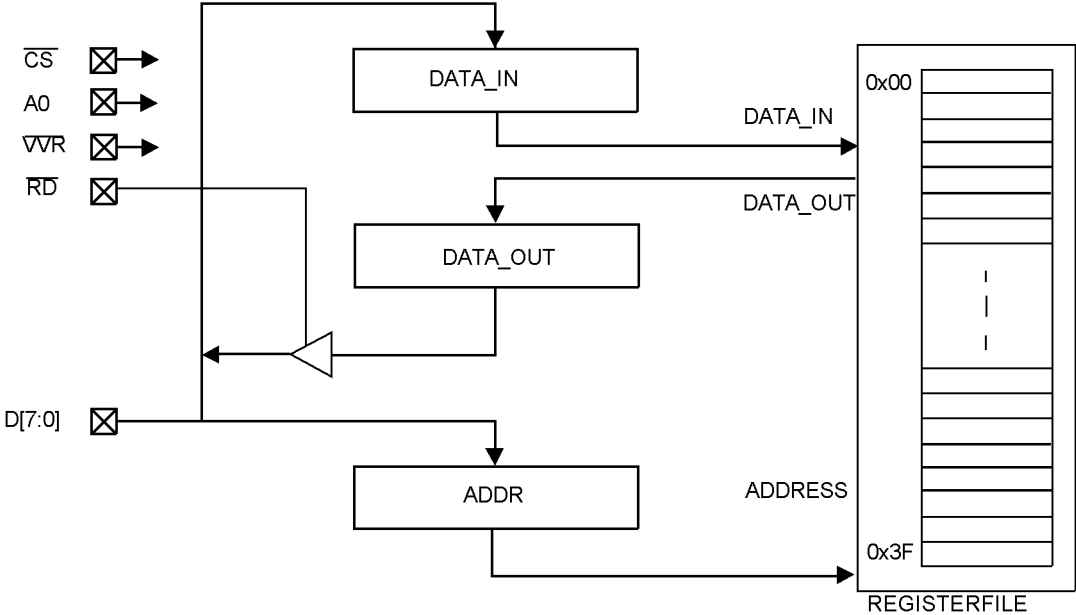 CS
A0
WR
RD
D[7:0]
DATA_IN
DATA_OUT
ADDR
DATA_IN
DATA_OUT
ADDRESS
0x00
0x3F
REGISTERFILE